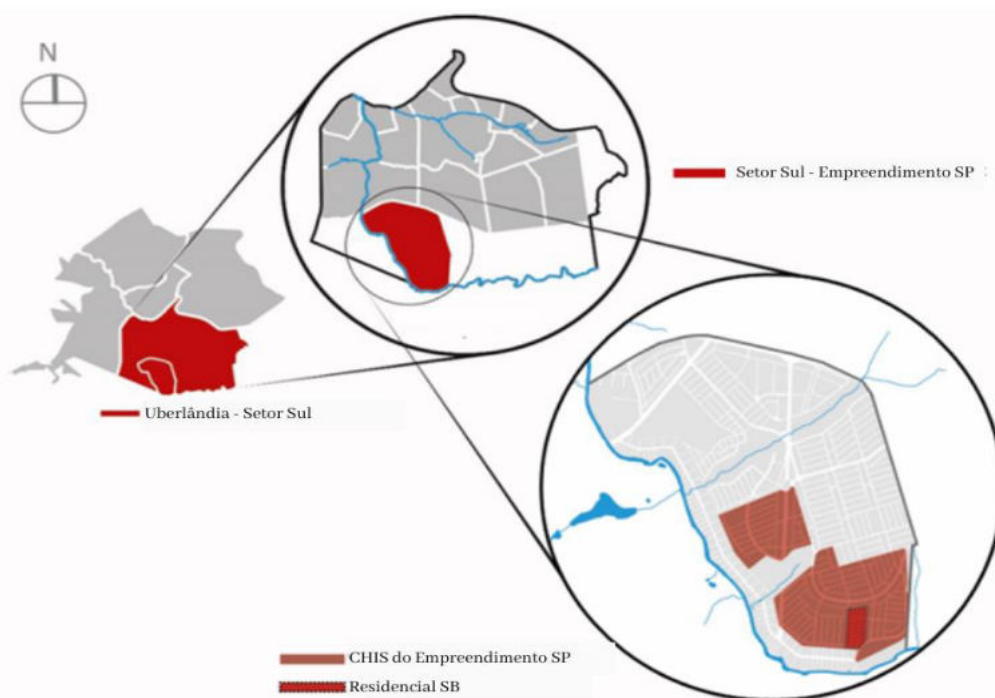 N
Setor Sul - Empreendimento SP
Uberlândia - Setor Sul
CHIS do Empreendimento SP
Residencial SB